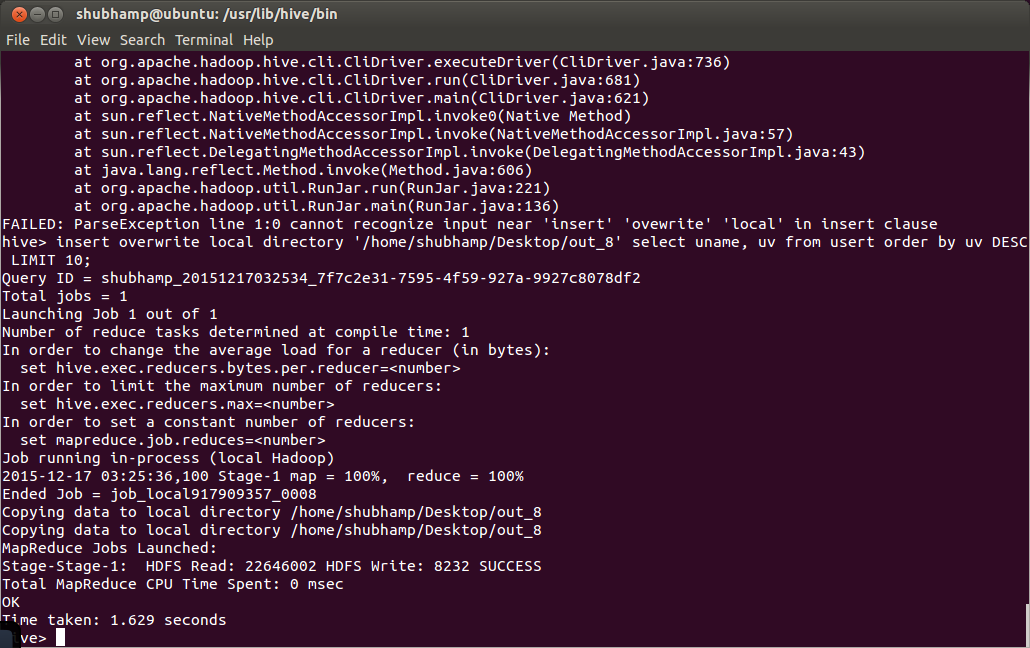 shubhamp@ubuntu: /usr/lib/hive/bin
File Edit View Search Terminal Help
at org.apache.hadoop.hive.cli.CliDriver.executeDriver(CliDriver.java:736)
at org.apache.hadoop.hive.cli.CliDriver.run(CliDriver.java:681)
at org.apache.hadoop.hive.cli.CliDriver.main(CliDriver.java:621)
at sun.reflect.NativeMethodAccessorImpl.invoke0(Native Method)
at sun.reflect.NativeMethodAccessorImpl.invoke(NativeMethodAccessorImpl.java:57)
at sun.reflect.DelegatingMethodAccessorImpl.invoke(DelegatingMethodAccessorImpl.java:43)
at java.lang.reflect.Method.invoke(Method.java:606)
at org.apache.hadoop.util.RunJar.run(RunJar.java:221)
at org.apache.hadoop.util.RunJar.main(RunJar.java:136)
FAILED: ParseException line 1:0 cannot recognize input near 'insert' 'ovewrite' 'local' in insert clause
hive> insert overwrite local directory '/home/shubhamp/Desktop/out_8' select uname, uv from usert order by uv DESC
LIMIT 10;
Query ID = shubhamp_20151217032534_7f7c2e31-7595-4f59-927a-9927c8078df2
Total jobs = 1
Launching Job 1 out of 1
Number of reduce tasks determined at compile time: 1
In order to change the average load for a reducer (in bytes):
set hive.exec.reducers.bytes.per.reducer=<number>
In order to limit the maximum number of reducers:
set hive.exec.reducers.max=<number>
In order to set a constant number of reducers:
set mapreduce.job.reduces=<number>
Job running in-process (local Hadoop)
2015-12-17 03:25:36,100 Stage-1 map = 100%,  reduce = 100%
Ended Job = job_local917909357_0008
Copying data to local directory /home/shubhamp/Desktop/out_8
Copying data to local directory /home/shubhamp/Desktop/out_8
MapReduce Jobs Launched:
Stage-Stage-1:  HDFS Read: 22646002 HDFS Write: 8232 SUCCESS
Total MapReduce CPU Time Spent: 0 msec
OK
Time taken: 1.629 seconds
ve>